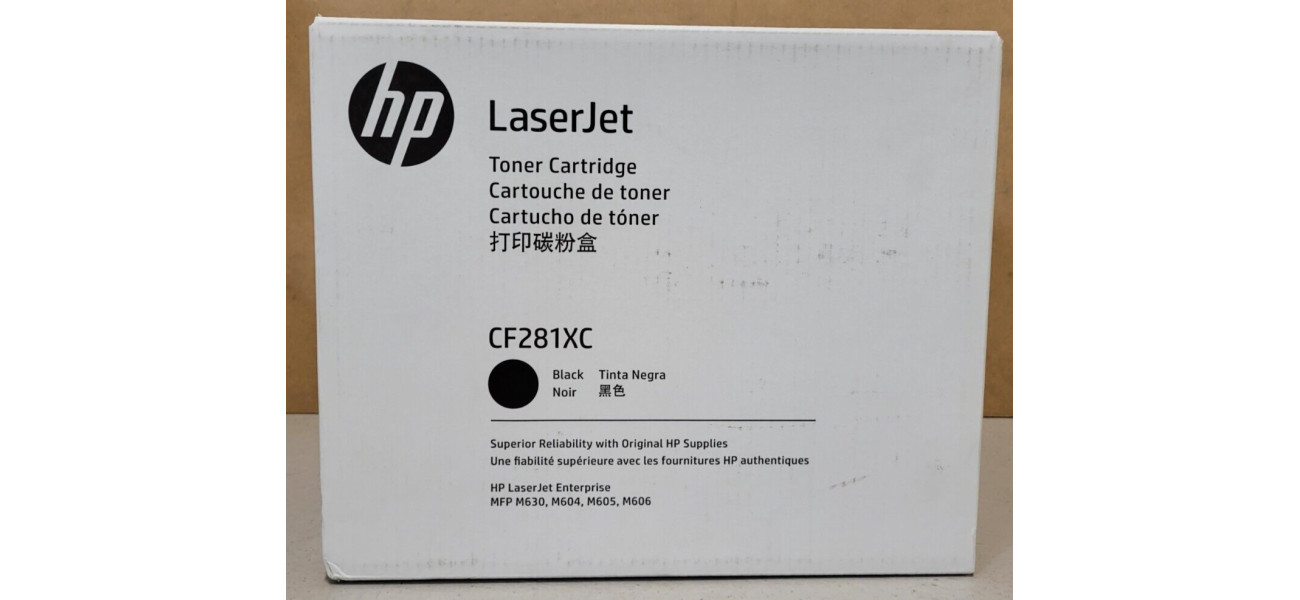 hp
LaserJet
Toner Cartridge
Cartouche de toner
Cartucho de tóner
打印碳粉盒
CF281XC
Black Tinta Negra
Noir 黑色
Superior Reliability with Original HP Supplies
Une fiabilité supérieure avec les fournitures HP authentiques
HP LaserJet Enterprise
MFP M630, M604, M605, M606